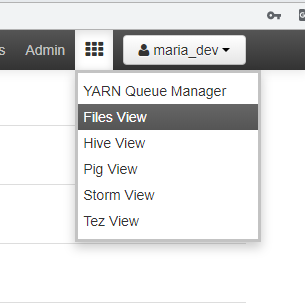 s Admin maria_dev
YARN Queue Manager
Files View
Hive View
Pig View
Storm View
Tez View